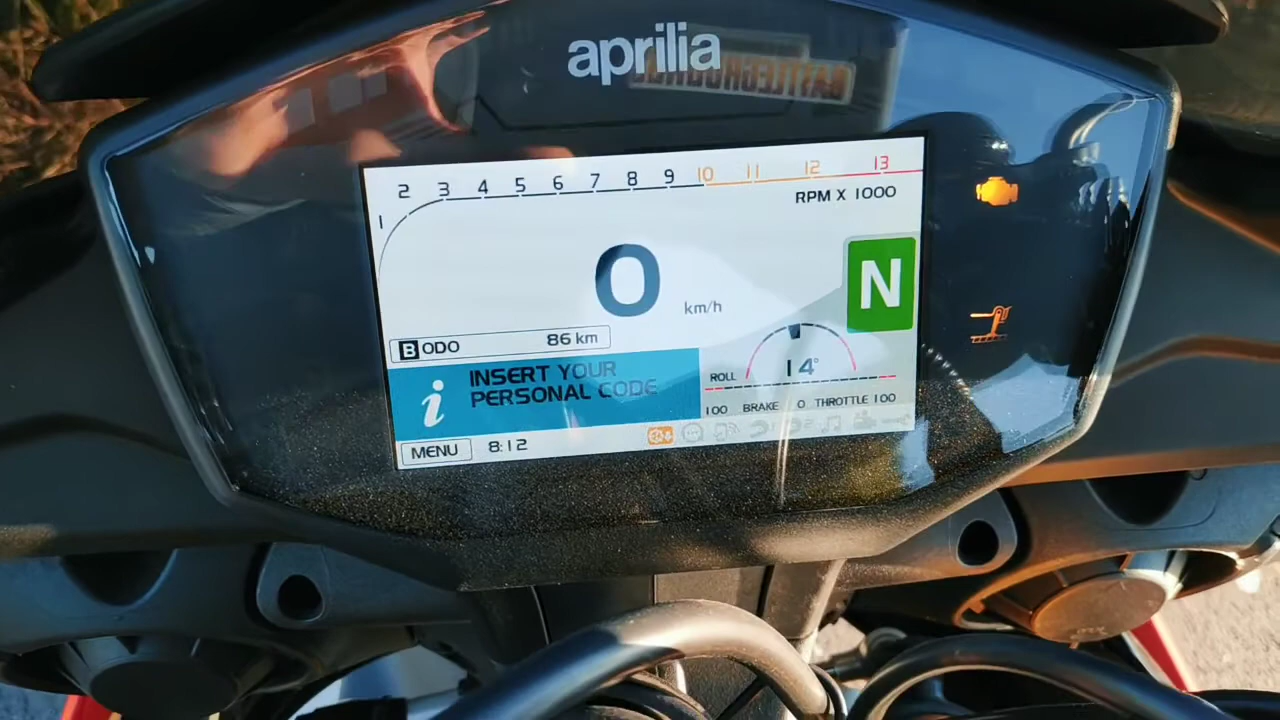 aprilia
BATTLEGROUNDS
1 2 3 4 5 6 7 8 9 10 11 12 13
RPM X 1000
0 km/h
N
B ODO 86 km
INSERT YOUR
PERSONAL CODE
ROLL 14°
100 BRAKE 0 THROTTLE 100
MENU 8:12